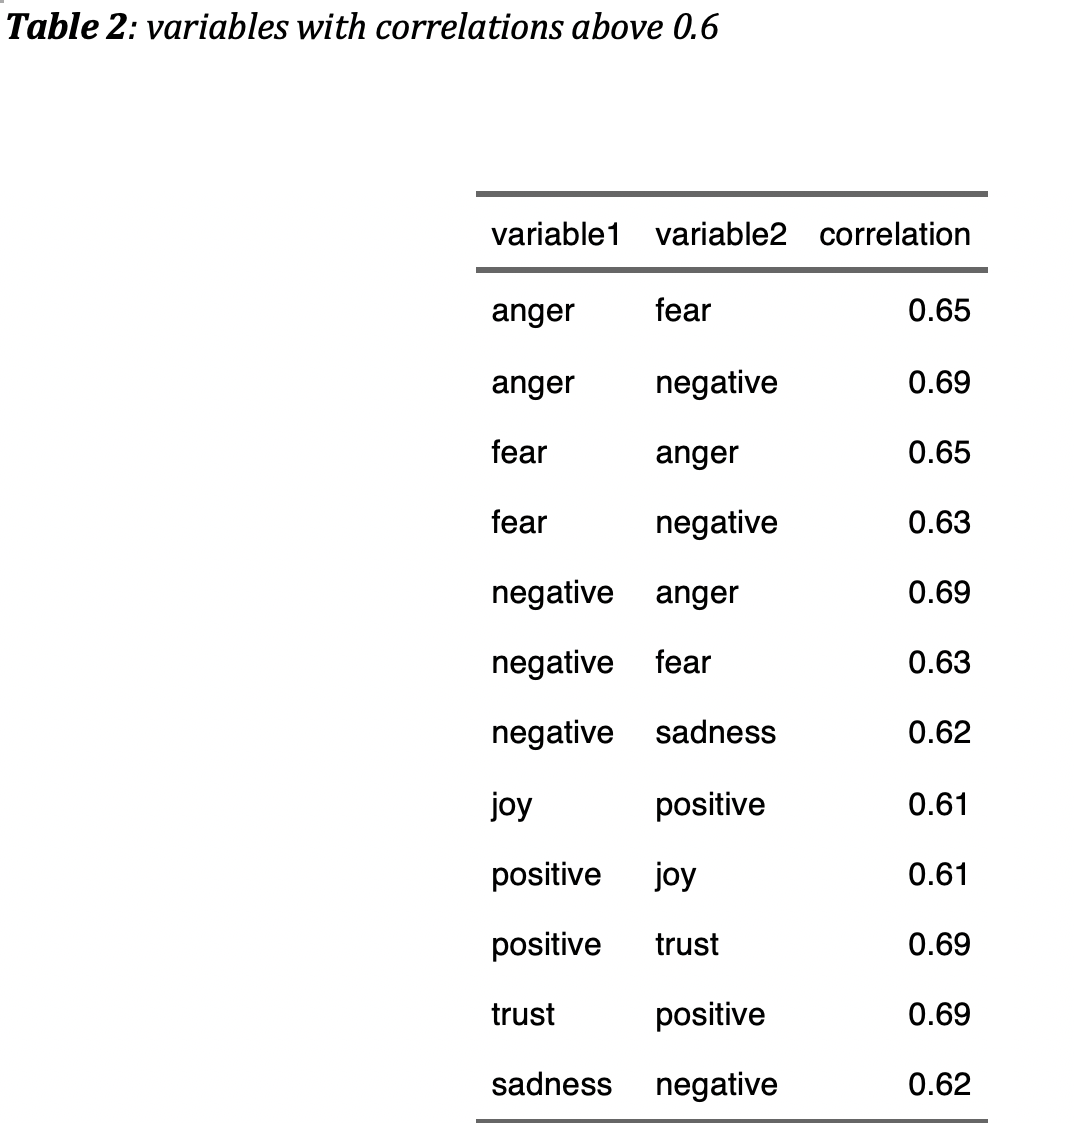 Table 2: variables with correlations above 0.6
variable1 variable2 correlation
anger fear 0.65
anger negative 0.69
fear anger 0.65
fear negative 0.63
negative anger 0.69
negative fear 0.63
negative sadness 0.62
joy positive 0.61
positive joy 0.61
positive trust 0.69
trust positive 0.69
sadness negative 0.62